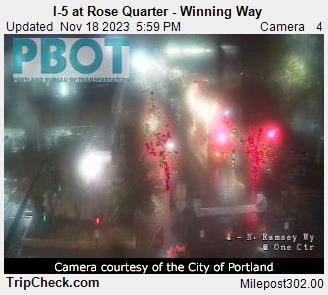 I-5 at Rose Quarter - Winning Way
Updated Nov 18 2023 5:59 PM Camera 4
PBOT
PORTLAND BUREAU OF TRANSPORTATION
4 - N. Ramsey Wy
@ One Ctr
Camera courtesy of the City of Portland
TripCheck.com Milepost302.00